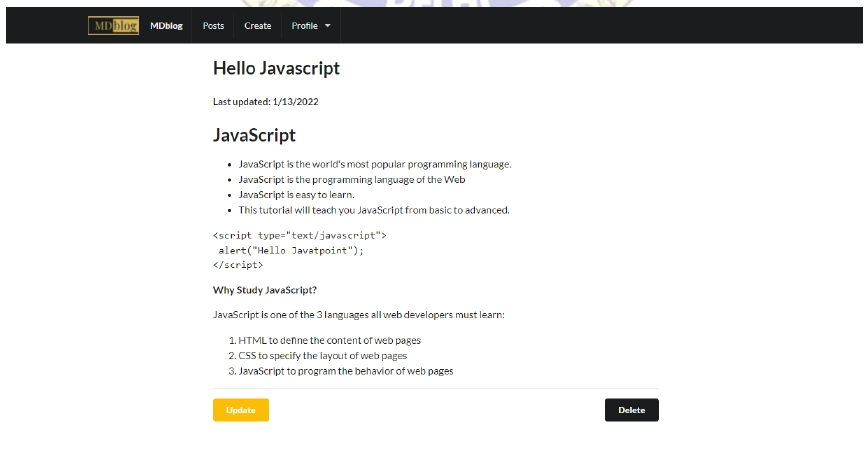 DELHI
MDblog MDblog Posts Create Profile
Hello Javascript
Last updated: 1/13/2022
JavaScript
• JavaScript is the world's most popular programming language.
• JavaScript is the programming language of the Web
• JavaScript is easy to learn.
• This tutorial will teach you JavaScript from basic to advanced.
<script type="text/javascript">
alert("Hello Javatpoint");
</script>
Why Study JavaScript?
JavaScript is one of the 3 languages all web developers must learn:
1. HTML to define the content of web pages
2. CSS to specify the layout of web pages
3. JavaScript to program the behavior of web pages
Update Delete